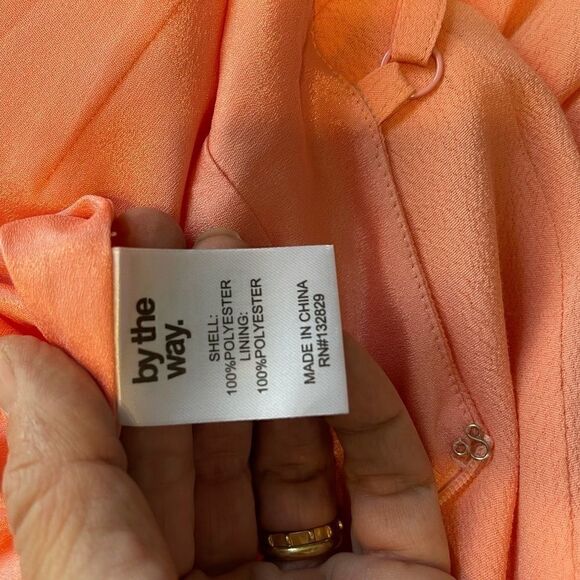 by the
way.
SHELL:
100%POLYESTER
LINING:
100%POLYESTER
MADE IN CHINA
RN#132829